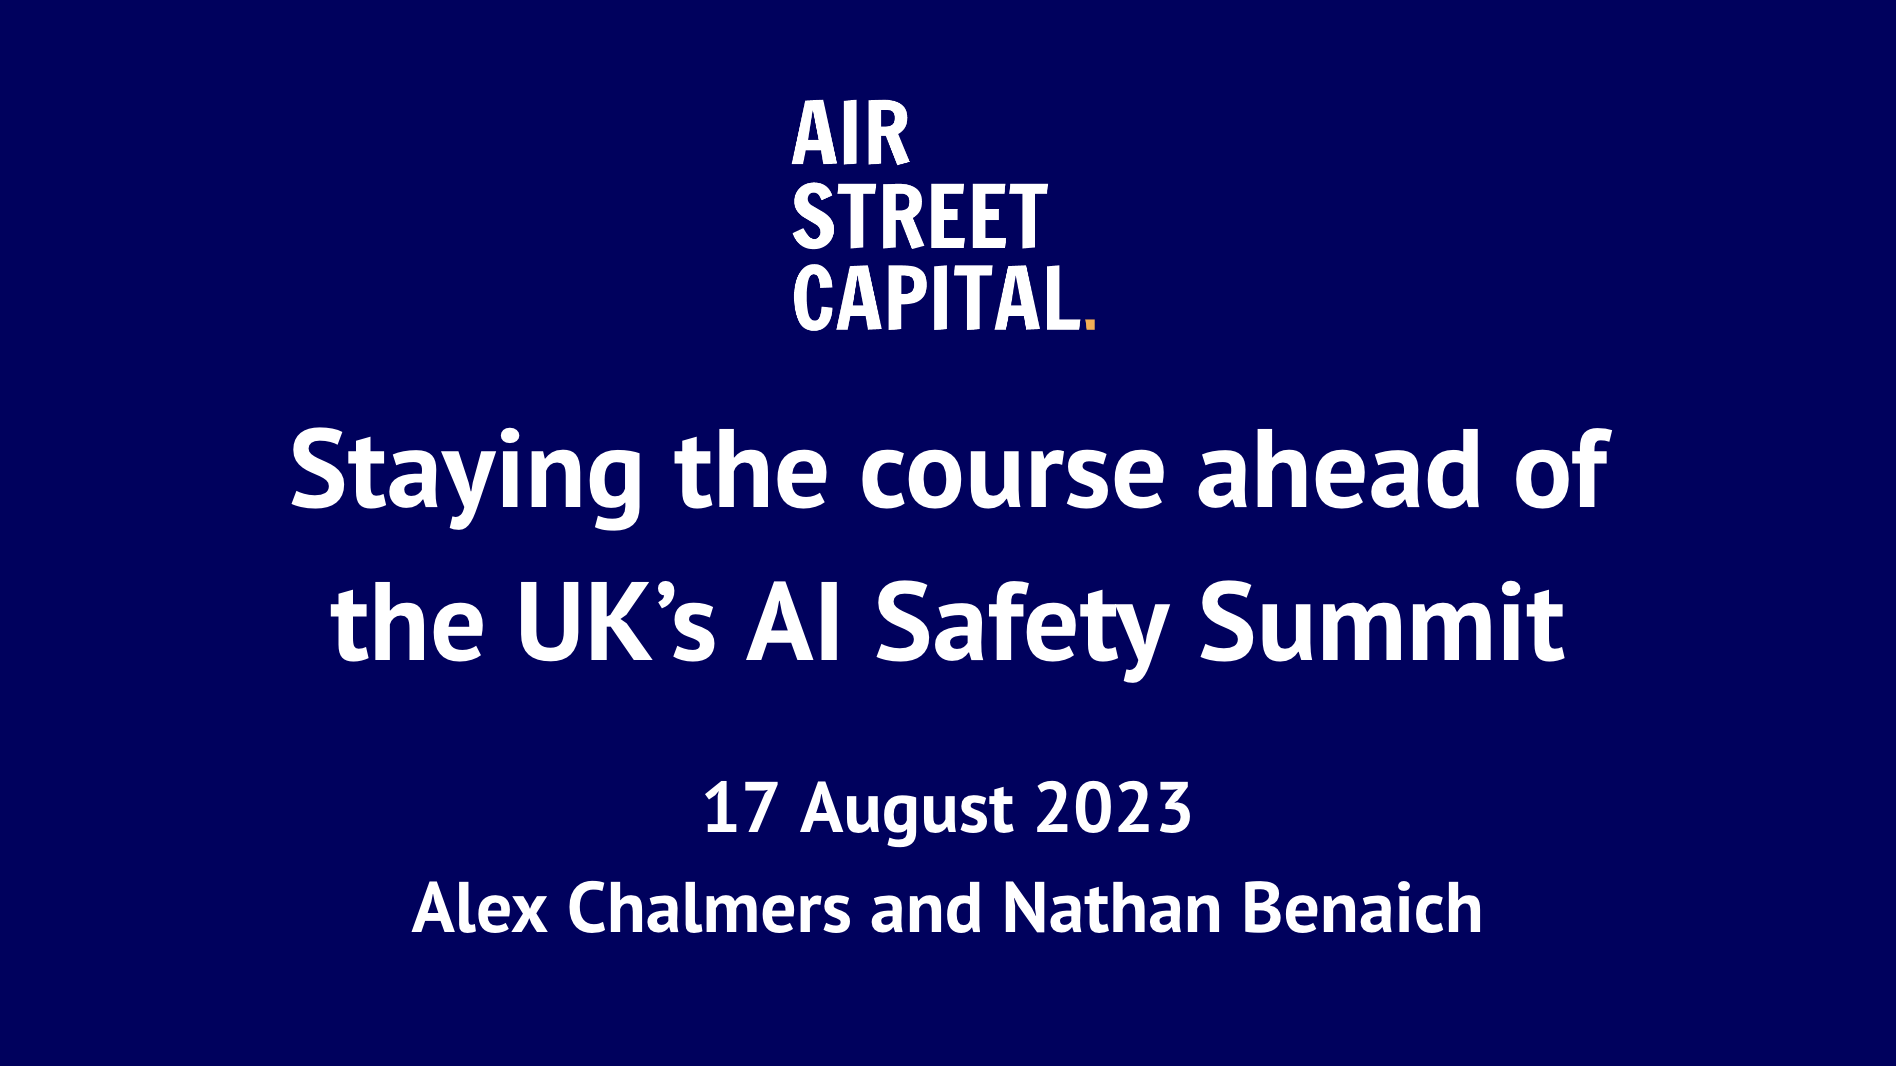 AIR
STREET
CAPITAL.
Staying the course ahead of
the UK’s AI Safety Summit
17 August 2023
Alex Chalmers and Nathan Benaich